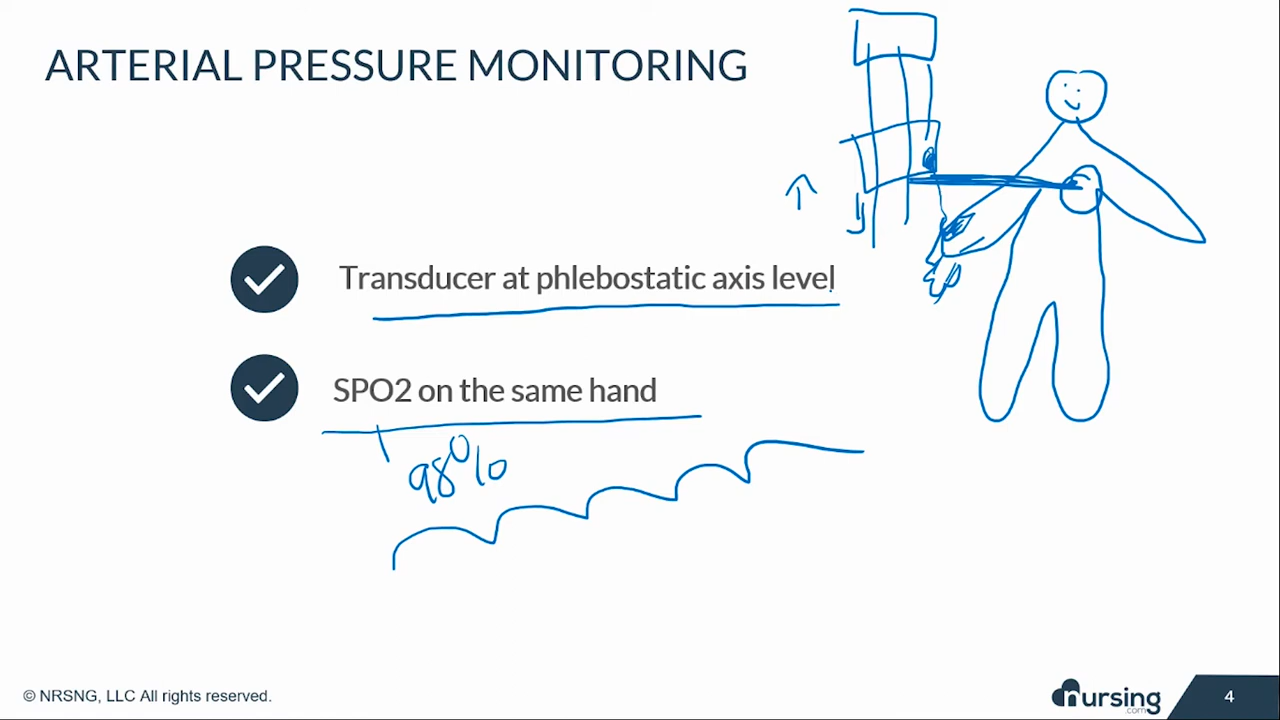 ARTERIAL PRESSURE MONITORING
Transducer at phlebostatic axis level
SPO2 on the same hand
98%
© NRSNG, LLC All rights reserved.
nursing
.com
4